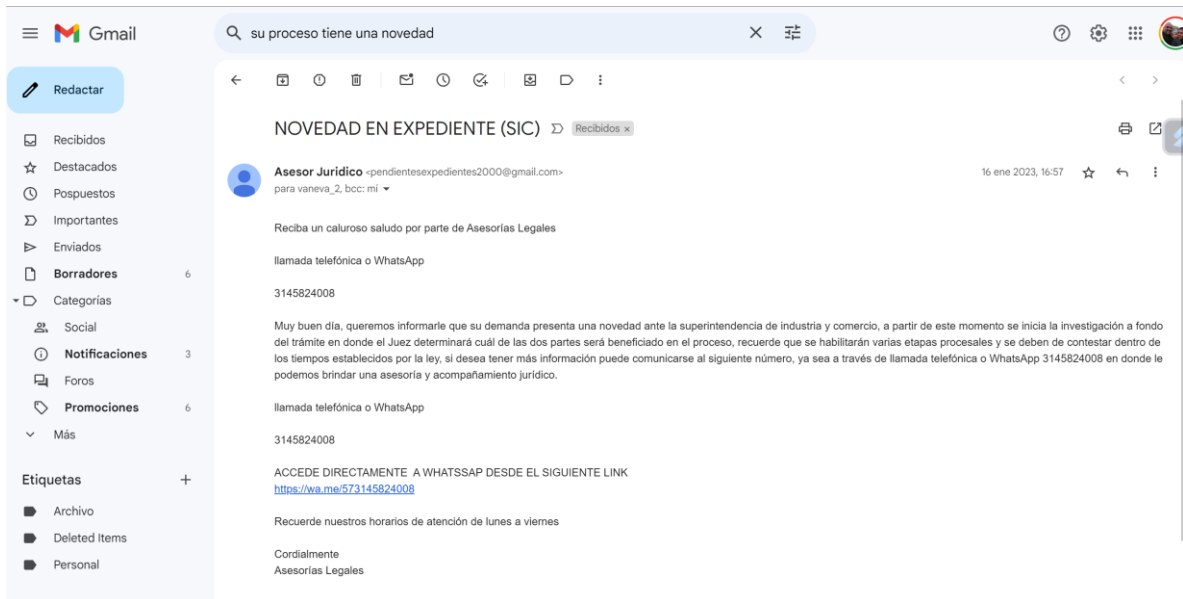 Gmail
su proceso tiene una novedad
Redactar
Recibidos
Destacados
Pospuestos
Importantes
Enviados
Borradores 6
Categorías
Social
Notificaciones 3
Foros
Promociones 6
Más
Etiquetas +
Archivo
Deleted Items
Personal
NOVEDAD EN EXPEDIENTE (SIC) Recibidos ×
Asesor Juridico <pendientesexpedientes2000@gmail.com> 16 ene 2023, 16:57
para vaneva_2, bcc: mí
Reciba un caluroso saludo por parte de Asesorías Legales
llamada telefónica o WhatsApp
3145824008
Muy buen día, queremos informarle que su demanda presenta una novedad ante la superintendencia de industria y comercio, a partir de este momento se inicia la investigación a fondo
del trámite en donde el Juez determinará cuál de las dos partes será beneficiado en el proceso, recuerde que se habilitarán varias etapas procesales y se deben de contestar dentro de
los tiempos establecidos por la ley, si desea tener más información puede comunicarse al siguiente número, ya sea a través de llamada telefónica o WhatsApp 3145824008 en donde le
podemos brindar una asesoría y acompañamiento jurídico.
llamada telefónica o WhatsApp
3145824008
ACCEDE DIRECTAMENTE A WHATSSAP DESDE EL SIGUIENTE LINK
https://wa.me/573145824008
Recuerde nuestros horarios de atención de lunes a viernes
Cordialmente
Asesorías Legales